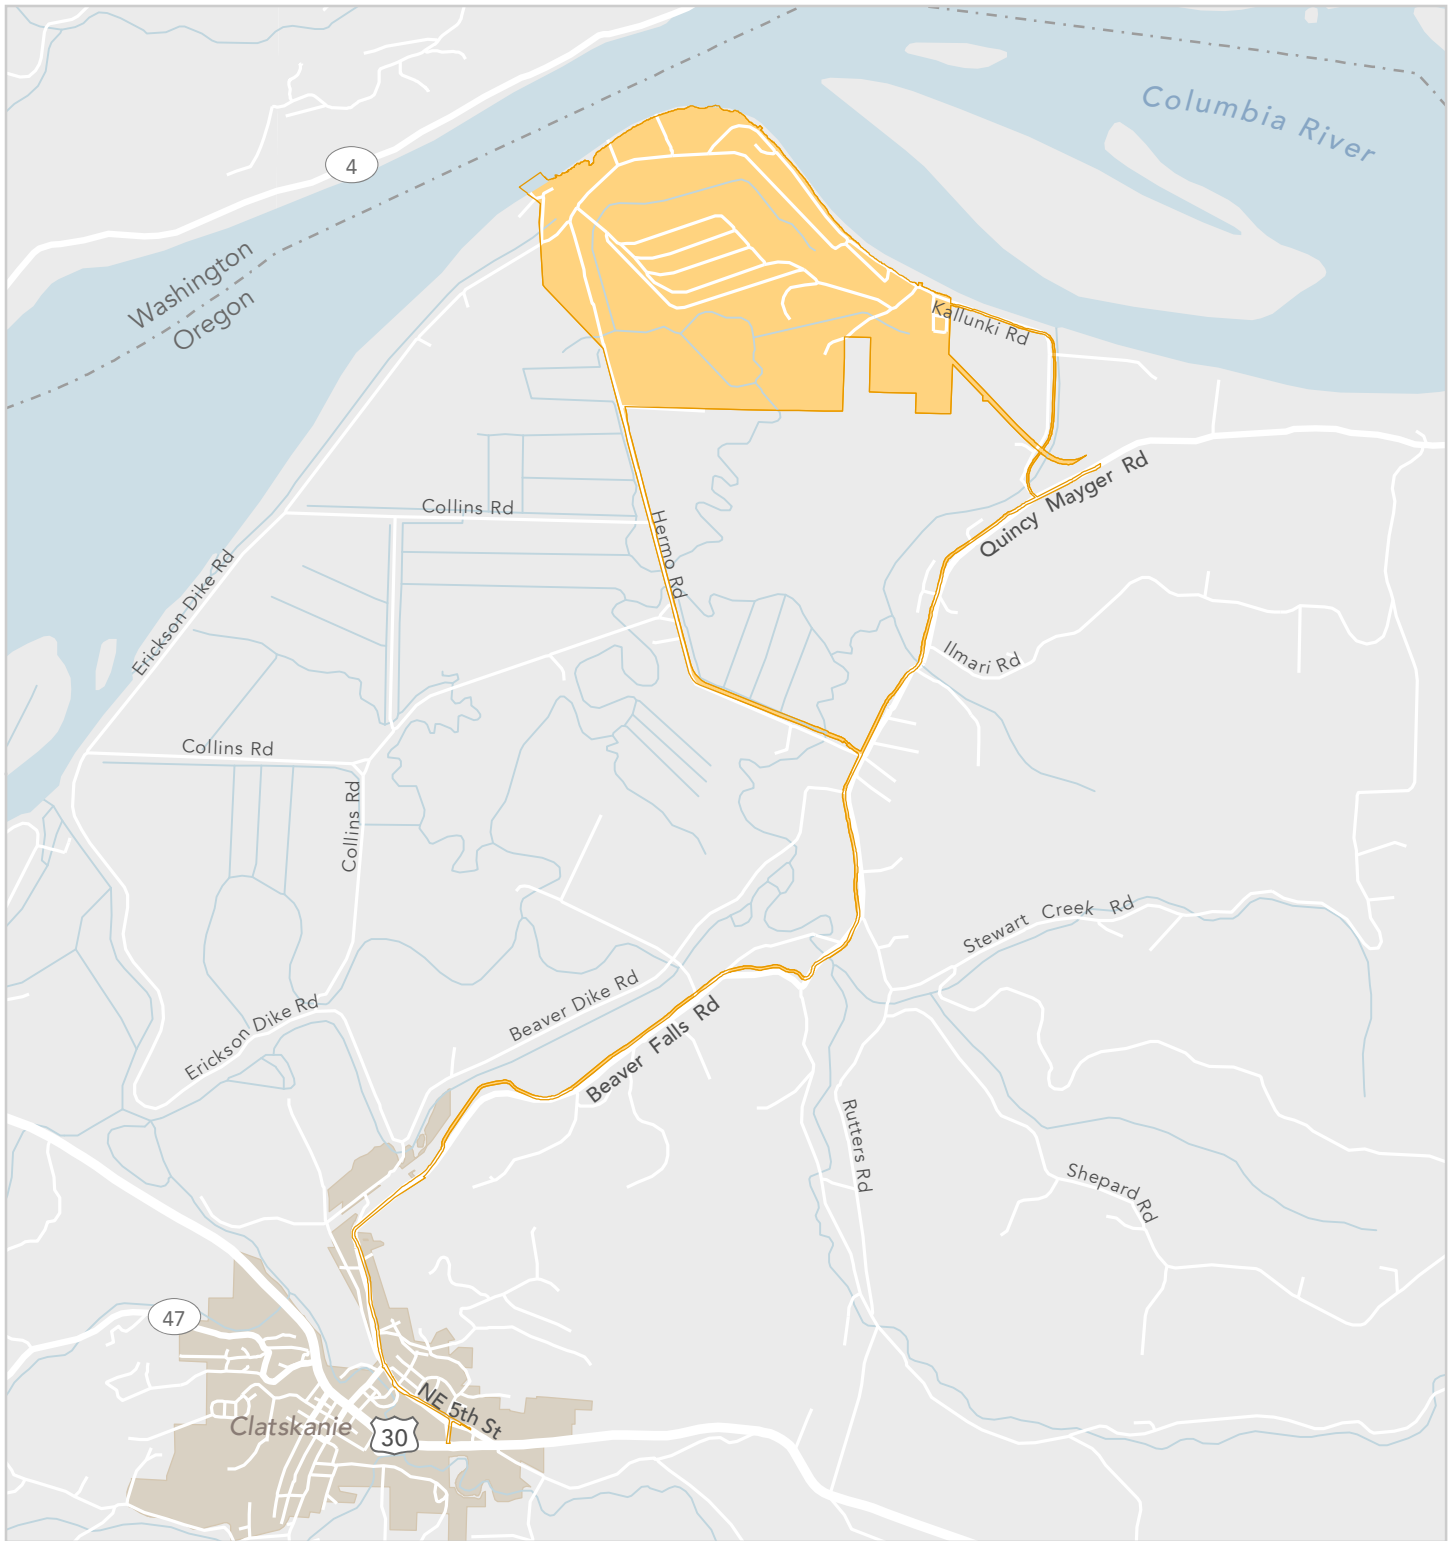 Columbia River
4
Washington
Oregon
Kallunki Rd
Quincy Mayger Rd
Collins Rd
Hermo Rd
Erickson Dike Rd
Ilmari Rd
Collins Rd
Collins Rd
Stewart Creek Rd
Beaver Dike Rd
Erickson Dike Rd
Beaver Falls Rd
Rutters Rd
Shepard Rd
47
NE 5th St
Clatskanie
30